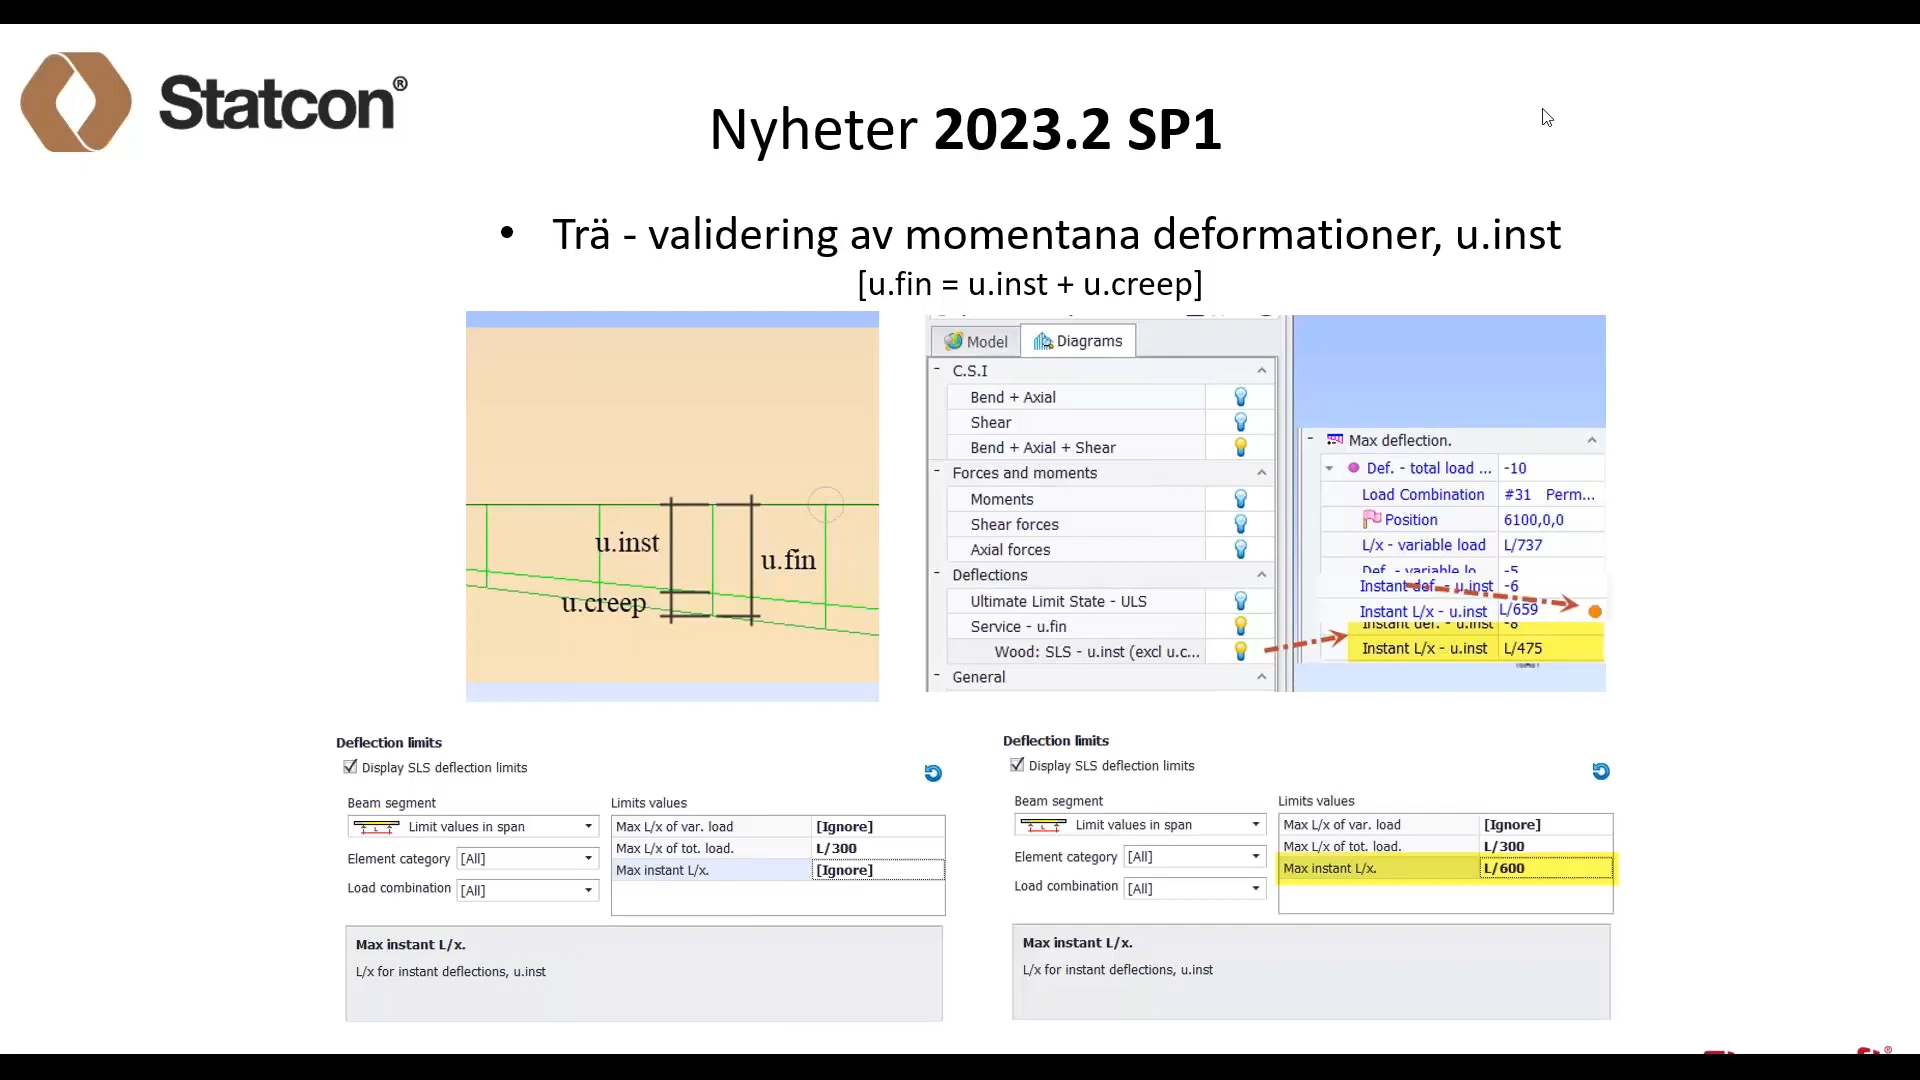 Statcon®
Nyheter 2023.2 SP1
• Trä - validering av momentana deformationer, u.inst
[u.fin = u.inst + u.creep]
u.inst
u.fin
u.creep
Model
Diagrams
C.S.I
Bend + Axial
Shear
Bend + Axial + Shear
Forces and moments
Moments
Shear forces
Axial forces
Deflections
Ultimate Limit State - ULS
Service - u.fin
Wood: SLS - u.inst (excl u.c...
General
Max deflection.
Def. - total load ... -10
Load Combination #31 Perm...
Position 6100,0,0
L/x - variable load L/737
Def. - variable lo -5
Instant def. - u.inst -6
Instant L/x - u.inst L/659
Instant def. - u.inst -8
Instant L/x - u.inst L/475
Deflection limits
Display SLS deflection limits
Beam segment
L Limit values in span
Element category [All]
Load combination [All]
Limits values
Max L/x of var. load [Ignore]
Max L/x of tot. load. L/300
Max instant L/x. [Ignore]
Max instant L/x.
L/x for instant deflections, u.inst
Deflection limits
Display SLS deflection limits
Beam segment
L Limit values in span
Element category [All]
Load combination [All]
Limits values
Max L/x of var. load [Ignore]
Max L/x of tot. load. L/300
Max instant L/x. L/600
Max instant L/x.
L/x for instant deflections, u.inst